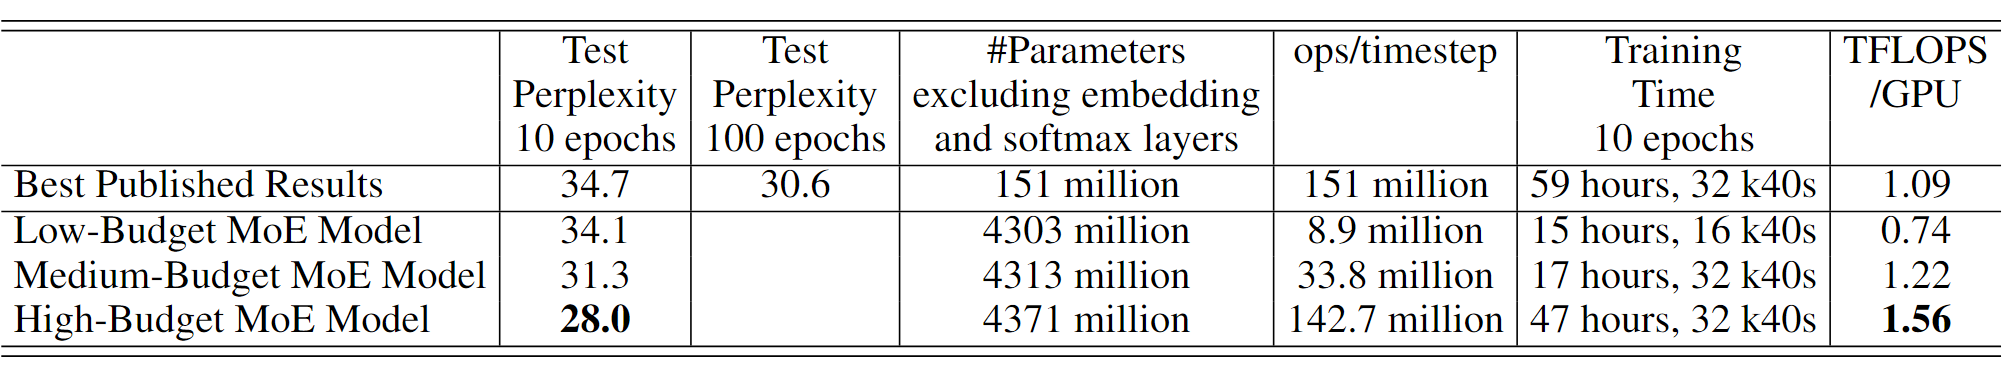 Test Test #Parameters ops/timestep Training TFLOPS
Perplexity Perplexity excluding embedding Time /GPU
10 epochs 100 epochs and softmax layers 10 epochs
Best Published Results 34.7 30.6 151 million 151 million 59 hours, 32 k40s 1.09
Low-Budget MoE Model 34.1 4303 million 8.9 million 15 hours, 16 k40s 0.74
Medium-Budget MoE Model 31.3 4313 million 33.8 million 17 hours, 32 k40s 1.22
High-Budget MoE Model 28.0 4371 million 142.7 million 47 hours, 32 k40s 1.56